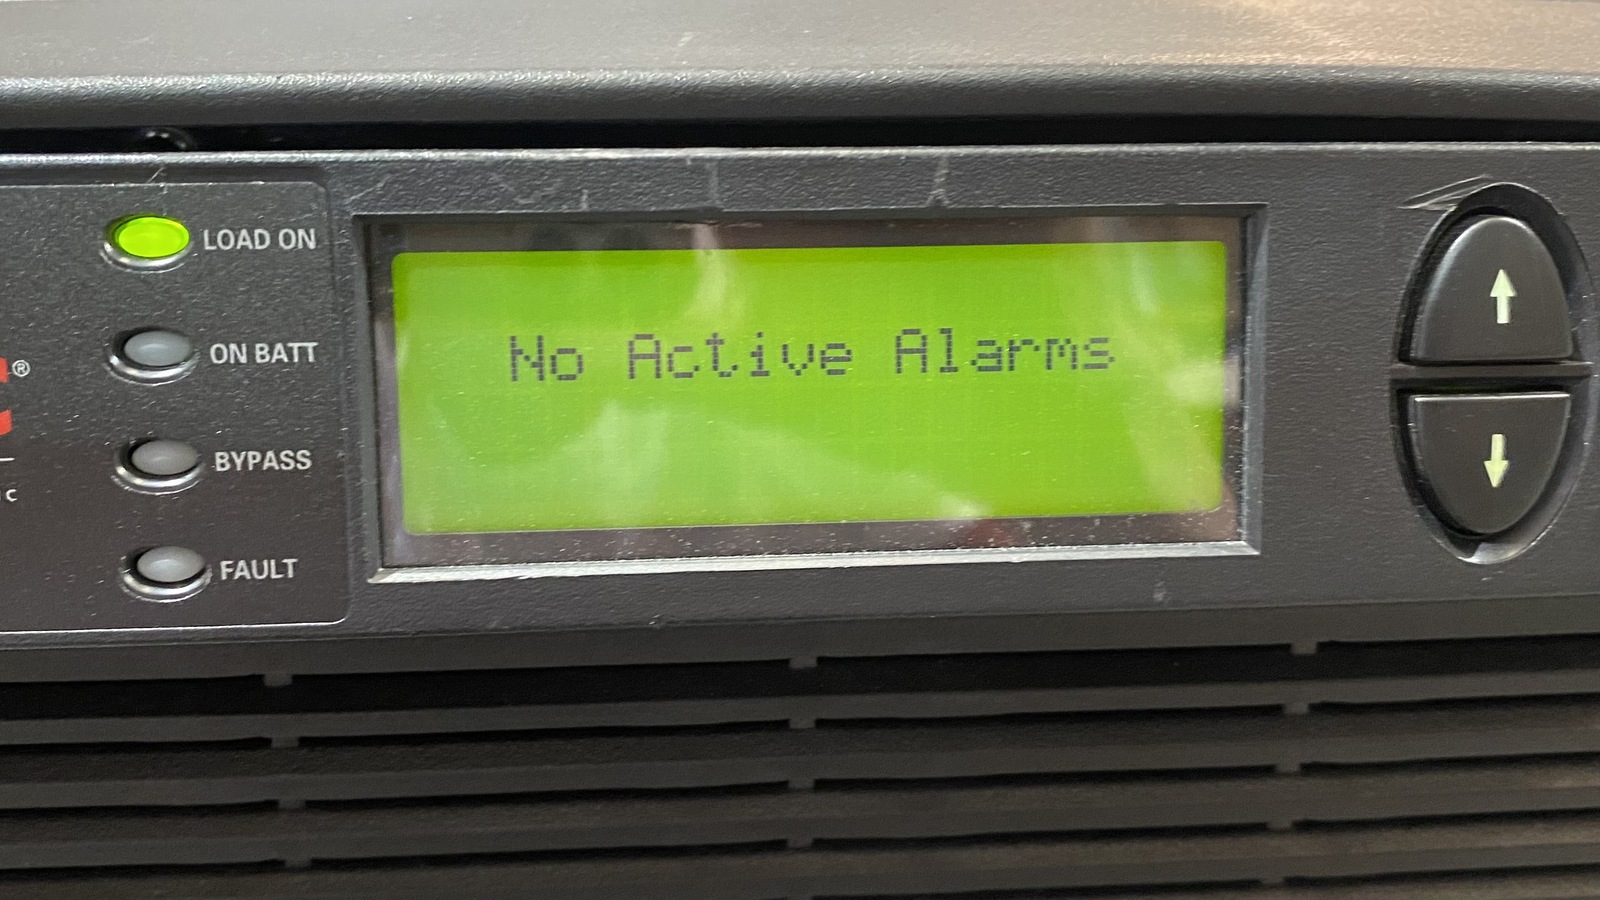 LOAD ON
No Active Alarms
ON BATT
®
BYPASS
FAULT